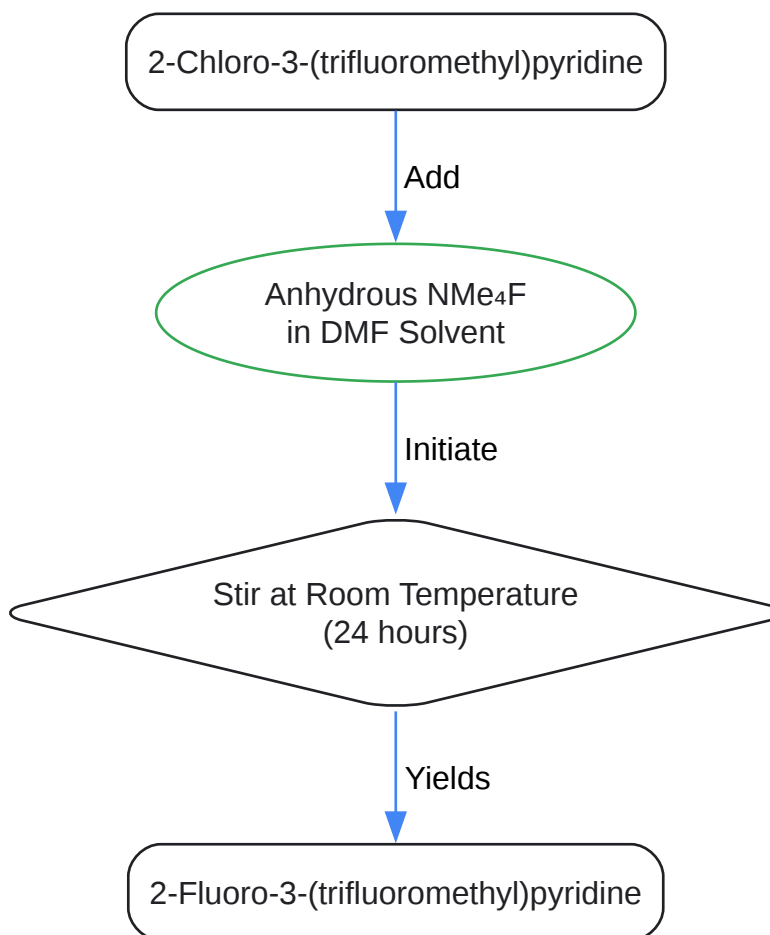 2-Chloro-3-(trifluoromethyl)pyridine
Add
Anhydrous NMe₄F
in DMF Solvent
Initiate
Stir at Room Temperature
(24 hours)
Yields
2-Fluoro-3-(trifluoromethyl)pyridine